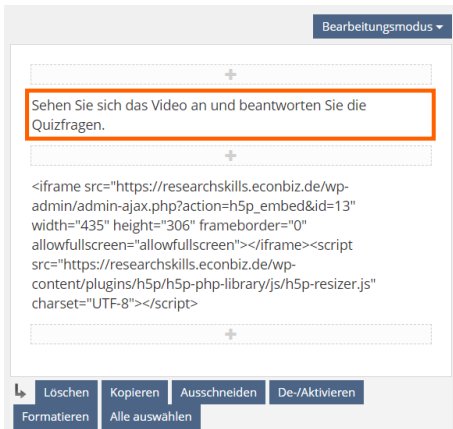 Bearbeitungsmodus
Sehen Sie sich das Video an und beantworten Sie die
Quizfragen.
<iframe src="https://researchskills.econbiz.de/wp-
admin/admin-ajax.php?action=h5p_embed&id=13"
width="435" height="306" frameborder="0"
allowfullscreen="allowfullscreen"></iframe><script
src="https://researchskills.econbiz.de/wp-
content/plugins/h5p/h5p-php-library/js/h5p-resizer.js"
charset="UTF-8"></script>
Löschen Kopieren Ausschneiden De-/Aktivieren
Formatieren Alle auswählen